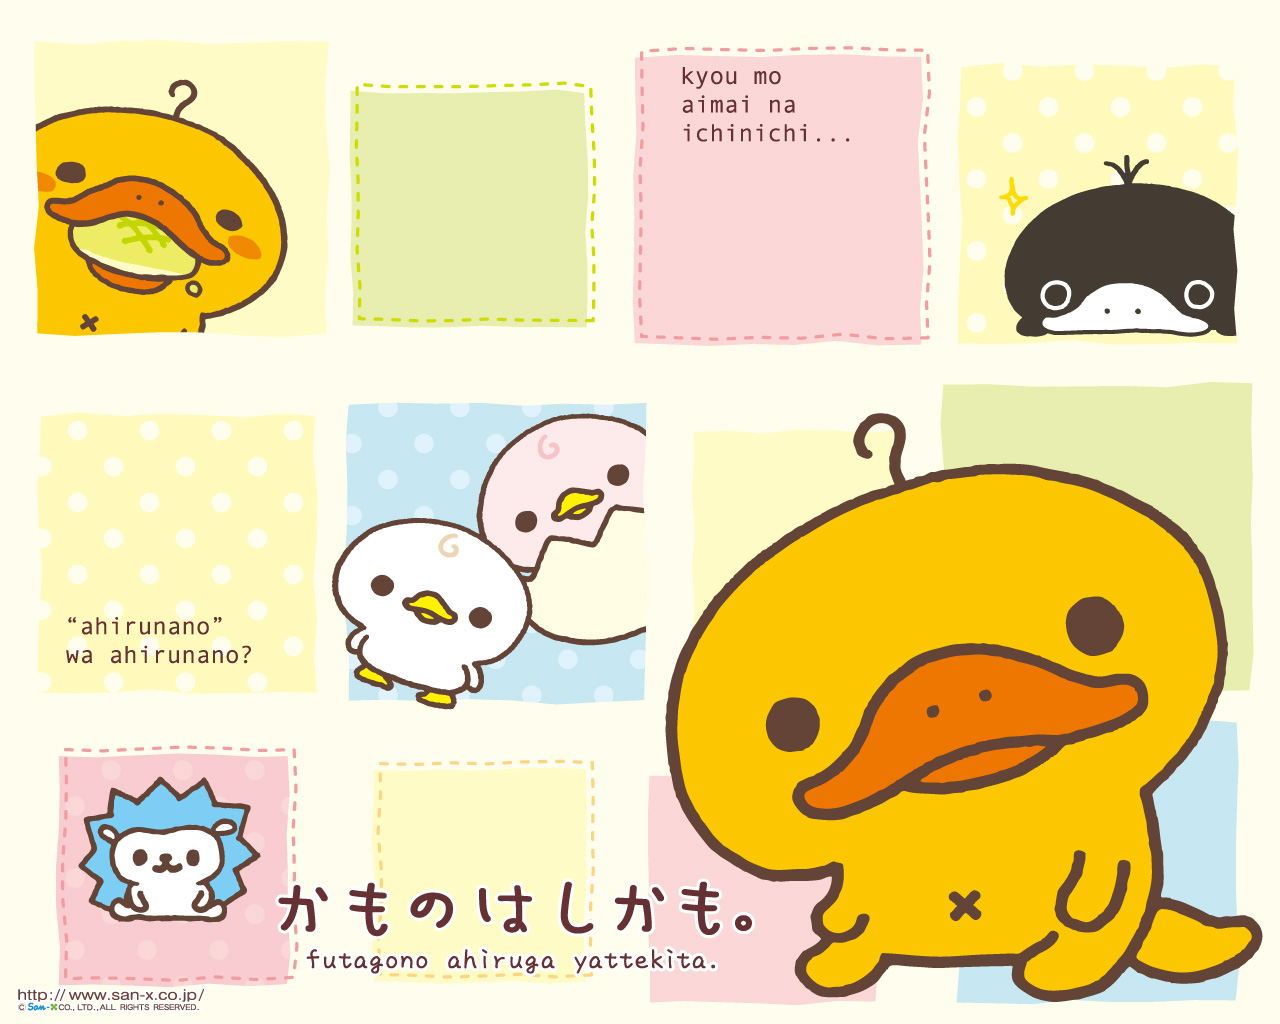 kyou mo
aimai na
ichinichi...
“ahirunano”
wa ahirunano?
かものはしかも。
futagono ahiruga yattekita.
http://www.san-x.co.jp/
© San-X CO., LTD., ALL RIGHTS RESERVED.